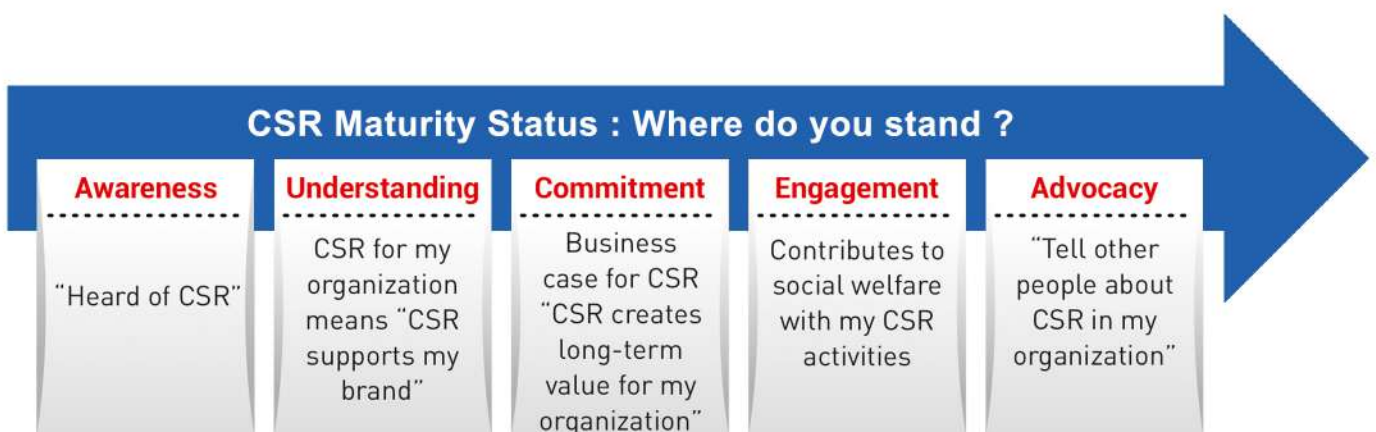 CSR Maturity Status : Where do you stand ?
Awareness
“Heard of CSR”
Understanding
CSR for my
organization
means “CSR
supports my
brand”
Commitment
Business
case for CSR
“CSR creates
long-term
value for my
organization”
Engagement
Contributes to
social welfare
with my CSR
activities
Advocacy
“Tell other
people about
CSR in my
organization”